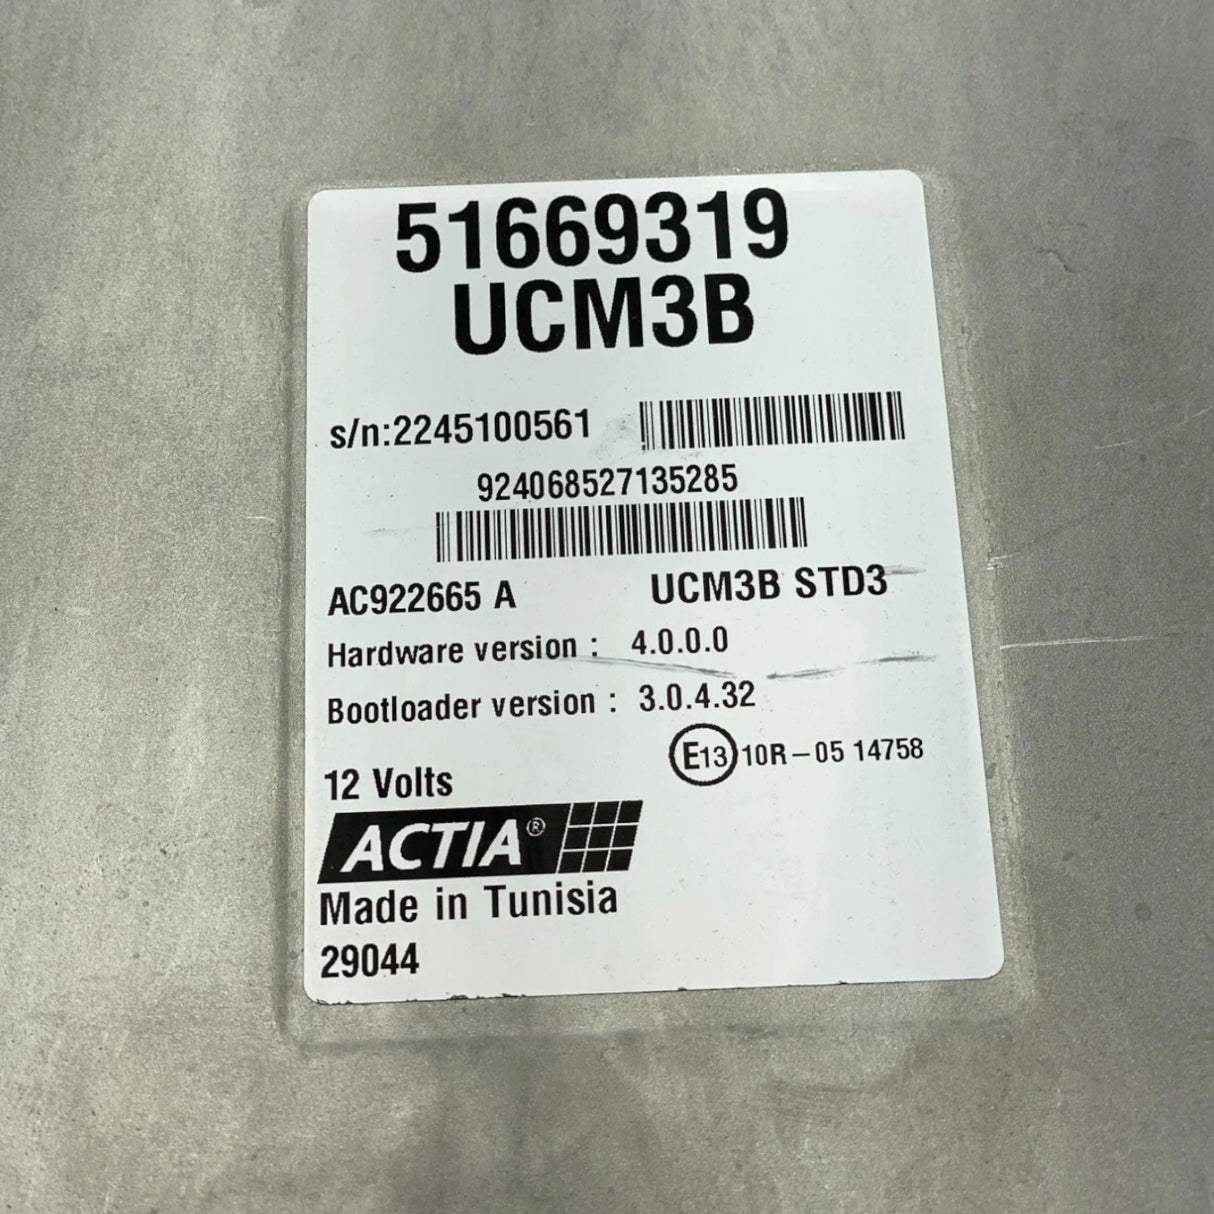 51669319
UCM3B
s/n:2245100561
924068527135285
AC922665 A UCM3B STD3
Hardware version : 4.0.0.0
Bootloader version : 3.0.4.32
E13 10R-05 14758
12 Volts
ACTIA®
Made in Tunisia
29044